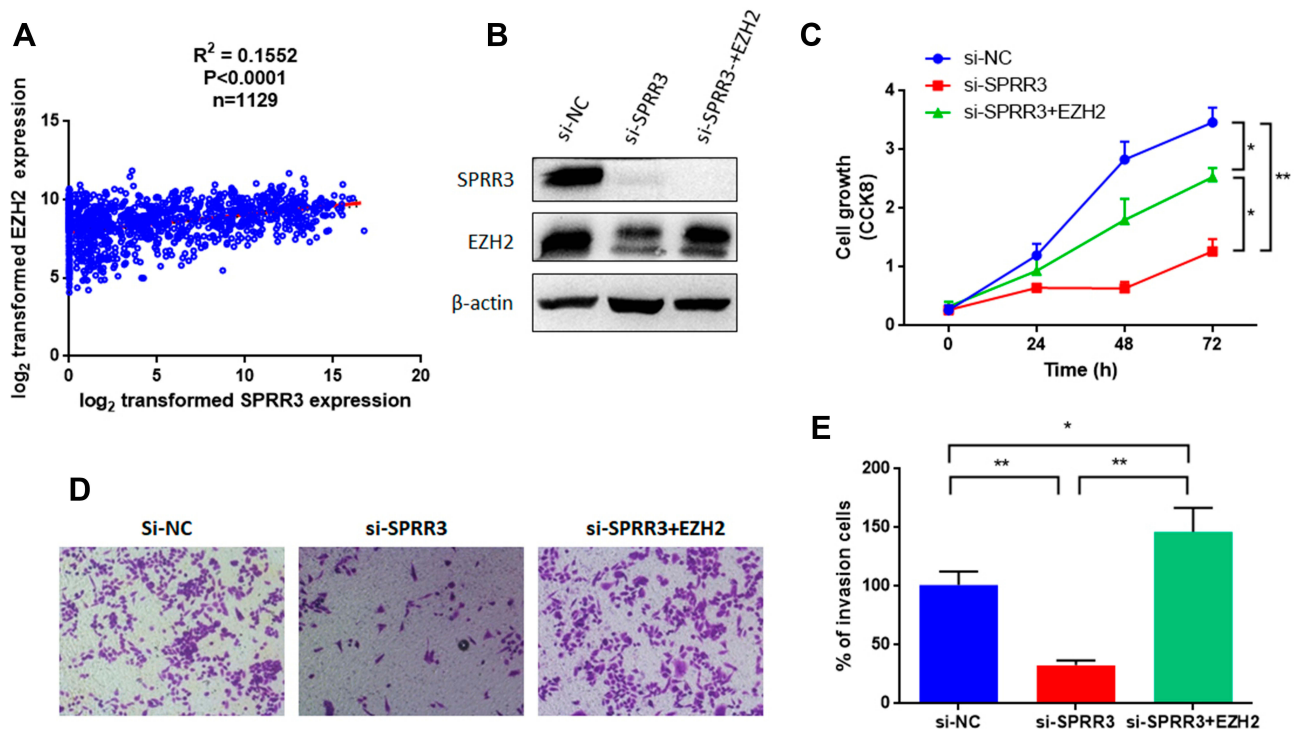 A
R² = 0.1552
P<0.0001
n=1129
log₂ transformed EZH2 expression
15
10
5
0
0 5 10 15 20
log₂ transformed SPRR3 expression
B
si-NC
si-SPRR3
si-SPRR3-+EZH2
SPRR3
EZH2
β-actin
C
si-NC
si-SPRR3
si-SPRR3+EZH2
Cell growth
(CCK8)
4
3
2
1
0
0 24 48 72
Time (h)
*
*
**
D
Si-NC
si-SPRR3
si-SPRR3+EZH2
E
% of invasion cells
200
150
100
50
0
*
**
**
si-NC si-SPRR3 si-SPRR3+EZH2